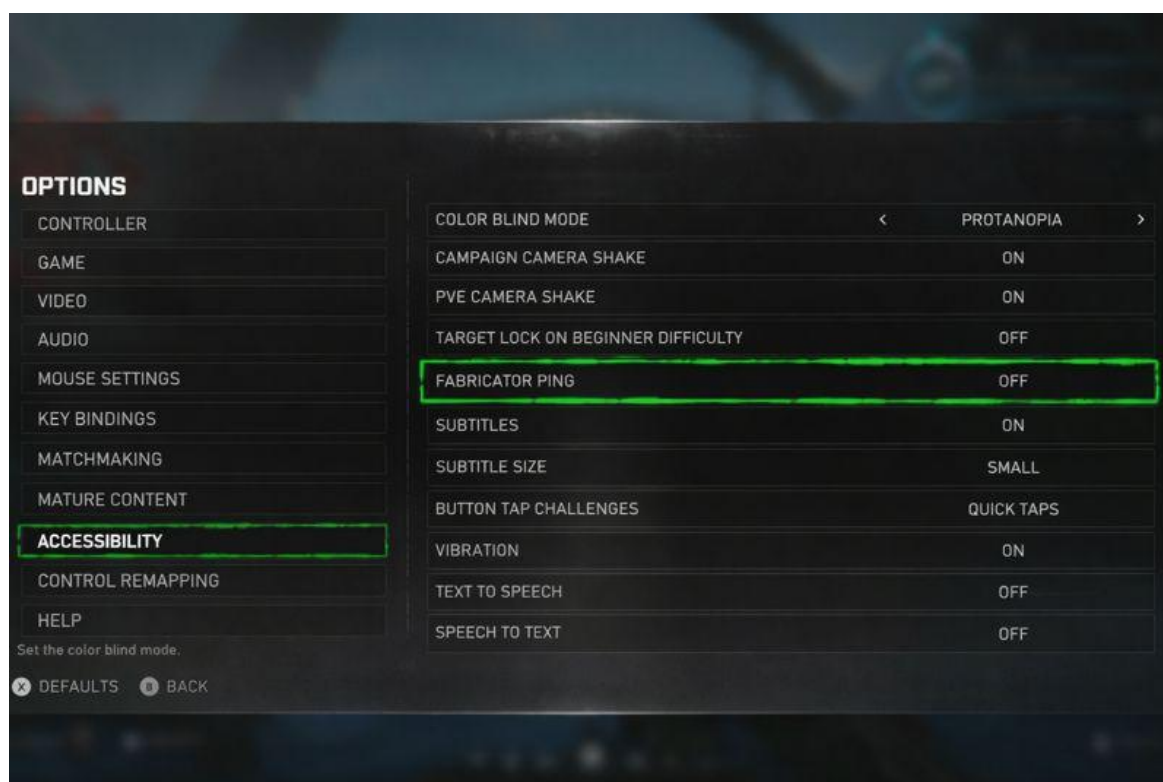 OPTIONS
CONTROLLER
GAME
VIDEO
AUDIO
MOUSE SETTINGS
KEY BINDINGS
MATCHMAKING
MATURE CONTENT
ACCESSIBILITY
CONTROL REMAPPING
HELP
Set the color blind mode.
X DEFAULTS B BACK
COLOR BLIND MODE < PROTANOPIA >
CAMPAIGN CAMERA SHAKE ON
PVE CAMERA SHAKE ON
TARGET LOCK ON BEGINNER DIFFICULTY OFF
FABRICATOR PING OFF
SUBTITLES ON
SUBTITLE SIZE SMALL
BUTTON TAP CHALLENGES QUICK TAPS
VIBRATION ON
TEXT TO SPEECH OFF
SPEECH TO TEXT OFF